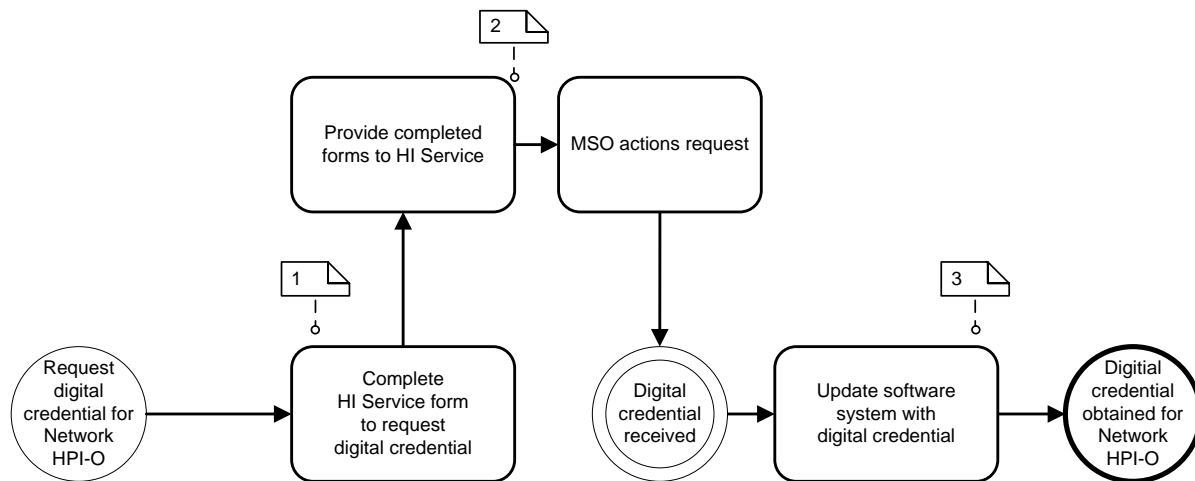 2
Provide completed
forms to HI Service
MSO actions request
1
3
Request
digital
credential for
Network
HPI-O
Complete
HI Service form
to request
digital credential
Digital
credential
received
Update software
system with
digital credential
Digitial
credential
obtained for
Network
HPI-O